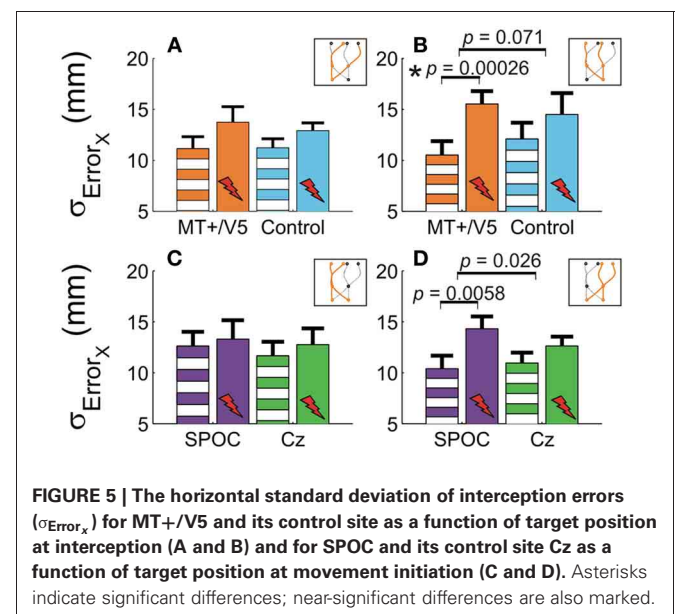 A
B
p = 0.071
* p = 0.00026
σErrorX (mm)
20
15
10
5
20
15
10
5
MT+/V5 Control
MT+/V5 Control
C
D
p = 0.026
p = 0.0058
σErrorX (mm)
20
15
10
5
20
15
10
5
SPOC Cz
SPOC Cz
FIGURE 5 | The horizontal standard deviation of interception errors
(σErrorx) for MT+/V5 and its control site as a function of target position
at interception (A and B) and for SPOC and its control site Cz as a
function of target position at movement initiation (C and D). Asterisks
indicate significant differences; near-significant differences are also marked.